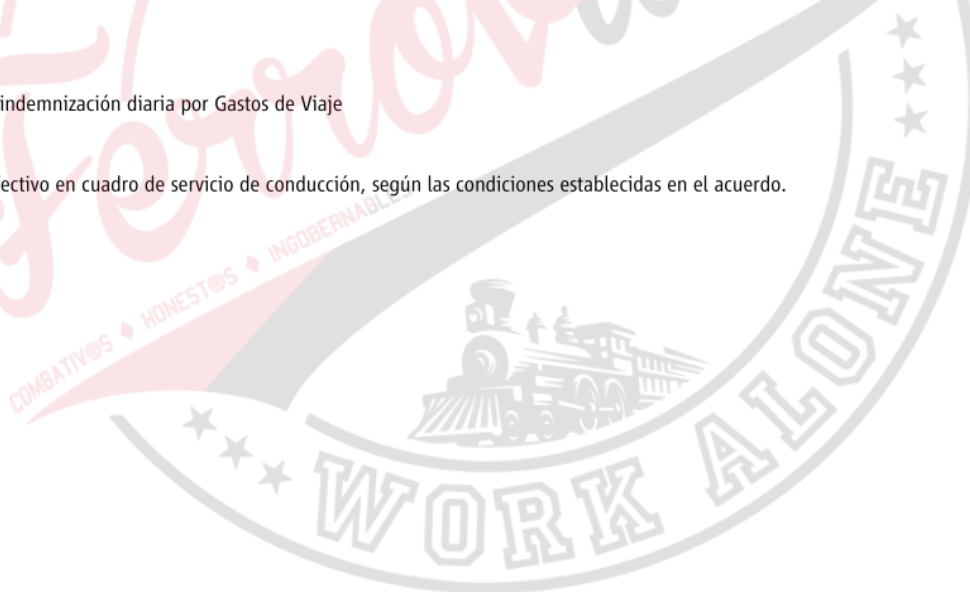 indemnización diaria por Gastos de Viaje
en cuadro de servicio de conducción, según las condiciones establecidas en el acuerdo.
COMBATIV@S ♦ HONEST@S ♦ INGOBERNABLES
WORK ALONE